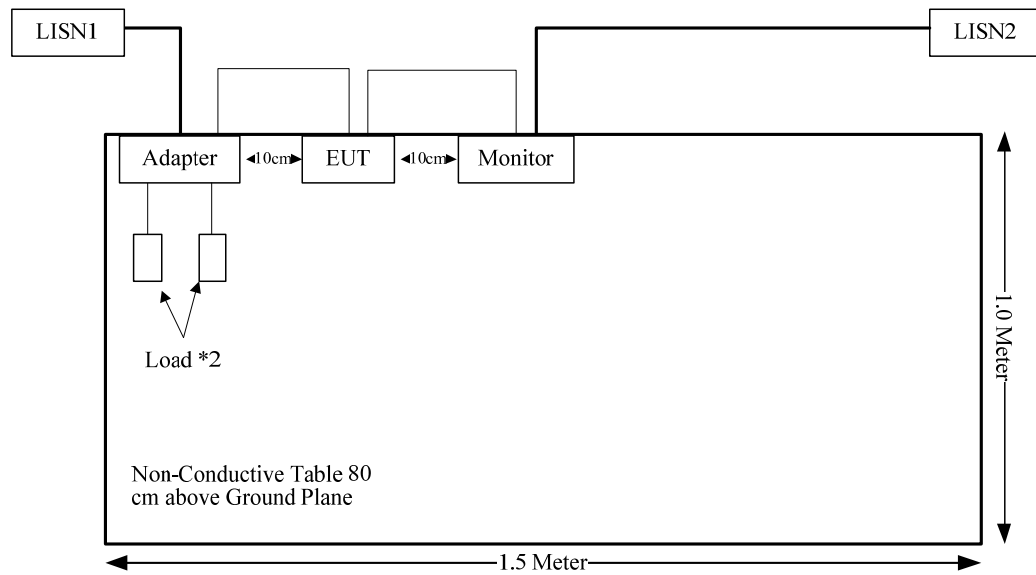 LISN1
LISN2
Adapter
10cm
EUT
10cm
Monitor
Load *2
1.0 Meter
Non-Conductive Table 80
cm above Ground Plane
1.5 Meter